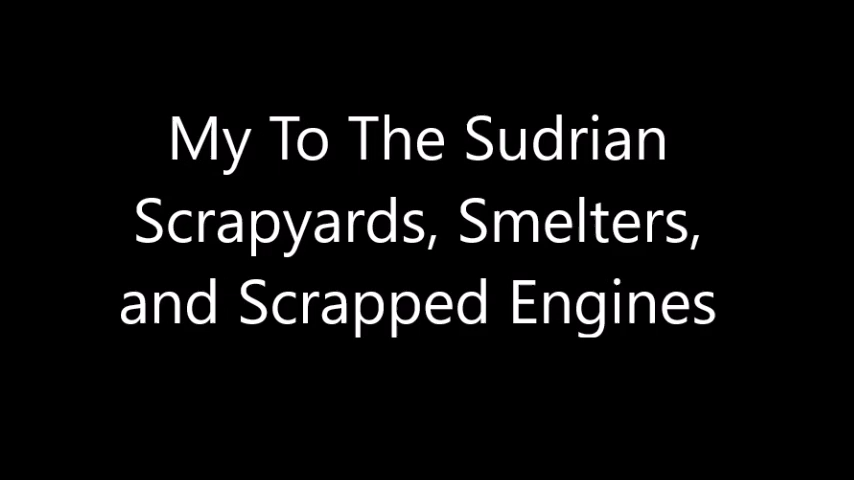 My To The Sudrian
Scrapyards, Smelters,
and Scrapped Engines